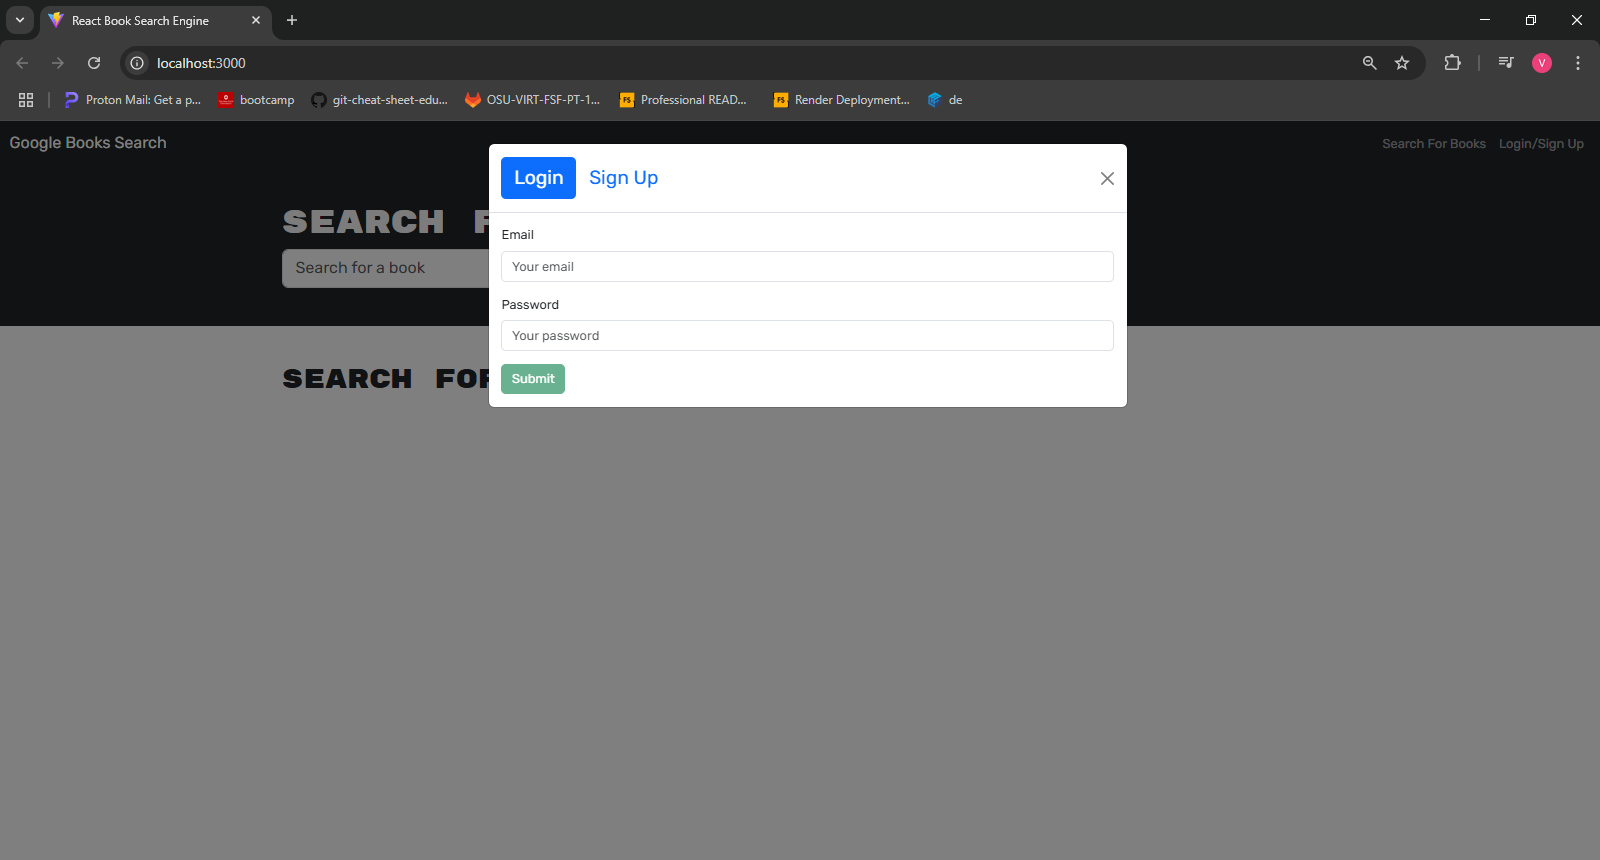 React Book Search Engine
localhost:3000
V
Proton Mail: Get a p...
bootcamp
git-cheat-sheet-edu...
OSU-VIRT-FSF-PT-1...
FS
Professional READ...
FS
Render Deployment...
de
Google Books Search
Search For Books
Login/Sign Up
Login
Sign Up
SEARCH
Search for a book
Email
Your email
Password
Your password
Submit
SEARCH FOR